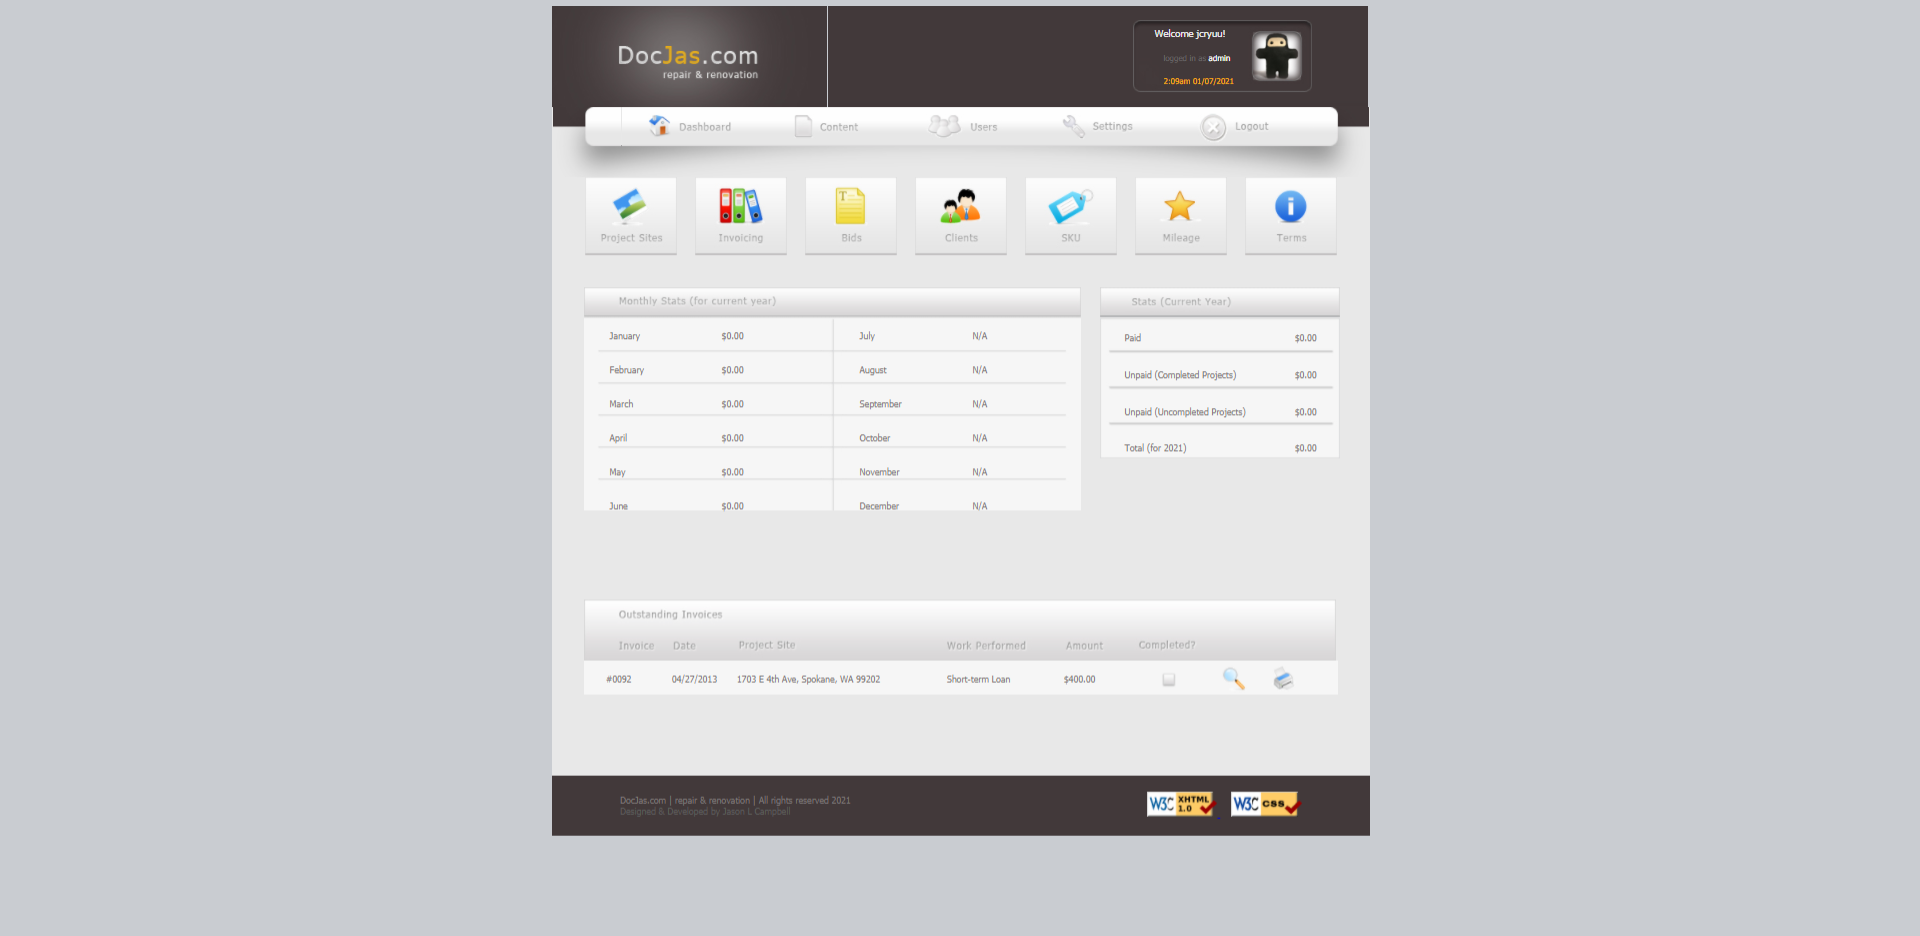 DocJas.com
repair & renovation
Welcome jcryuu!
logged in as admin
2:09am 01/07/2021
Dashboard Content Users Settings Logout
Project Sites Invoicing Bids Clients SKU Mileage Terms
Monthly Stats (for current year)
January $0.00 July N/A
February $0.00 August N/A
March $0.00 September N/A
April $0.00 October N/A
May $0.00 November N/A
June $0.00 December N/A
Stats (Current Year)
Paid $0.00
Unpaid (Completed Projects) $0.00
Unpaid (Uncompleted Projects) $0.00
Total (for 2021) $0.00
Outstanding Invoices
Invoice Date Project Site Work Performed Amount Completed?
#0092 04/27/2013 1703 E 4th Ave, Spokane, WA 99202 Short-term Loan $400.00
DocJas.com | repair & renovation | All rights reserved 2021
Designed & Developed by Jason L Campbell
W3C XHTML 1.0
W3C css